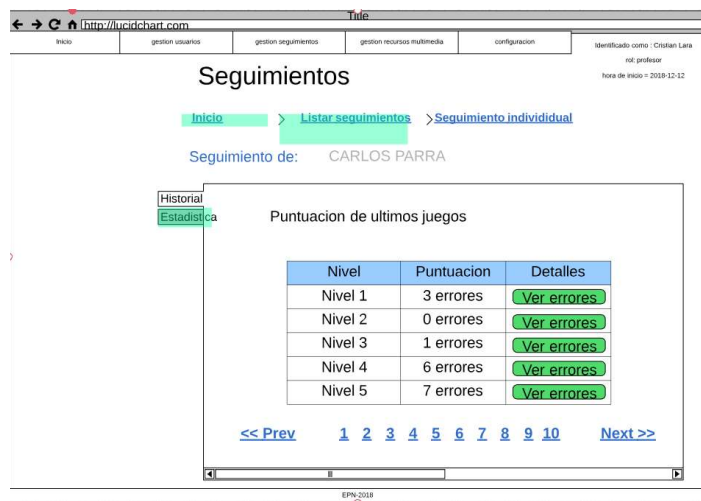 Title
http://lucidchart.com
Inicio gestion usuarios gestion seguimientos gestion recursos multimedia configuracion
Identificado como : Cristian Lara
rol: profesor
hora de inicio = 2018-12-12
Seguimientos
Inicio Listar seguimientos Seguimiento individidual
Seguimiento de: CARLOS PARRA
Historial
Estadistica
Puntuacion de ultimos juegos
Nivel Puntuacion Detalles
Nivel 1 3 errores Ver errores
Nivel 2 0 errores Ver errores
Nivel 3 1 errores Ver errores
Nivel 4 6 errores Ver errores
Nivel 5 7 errores Ver errores
<< Prev 1 2 3 4 5 6 7 8 9 10 Next >>
EPN-2018